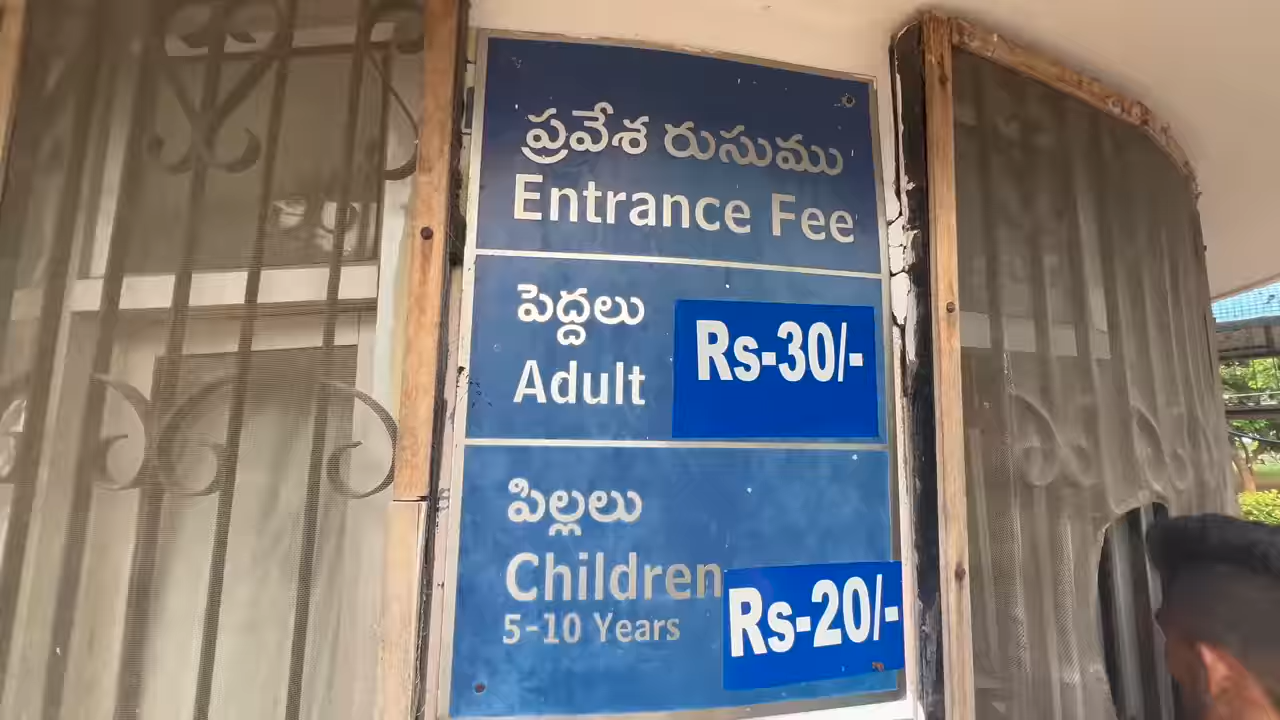 ప్రవేశ రుసుము
Entrance Fee
పెద్దలు
Adult
Rs-30/-
పిల్లలు
Children
5-10 Years
Rs-20/-